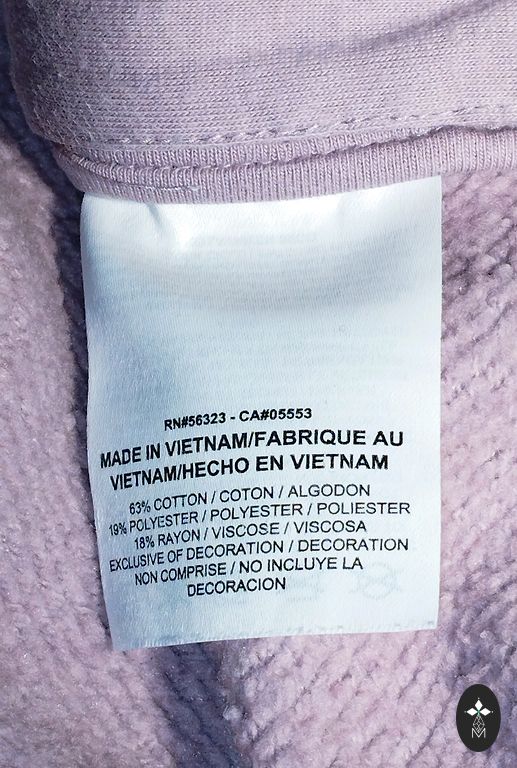 RN#56323 - CA#05553
MADE IN VIETNAM/FABRIQUE AU
VIETNAM/HECHO EN VIETNAM
63% COTTON / COTON / ALGODON
19% POLYESTER / POLYESTER / POLIESTER
18% RAYON / VISCOSE / VISCOSA
EXCLUSIVE OF DECORATION / DECORATION
NON COMPRISE / NO INCLUYE LA
DECORACION
M